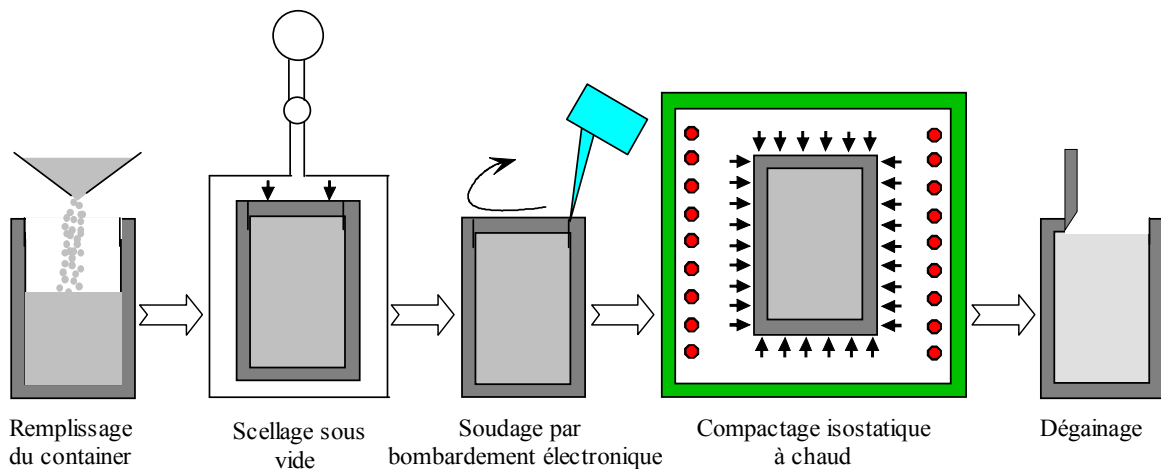 Remplissage
du container
Scellage sous
vide
Soudage par
bombardement électronique
Compactage isostatique
à chaud
Dégainage